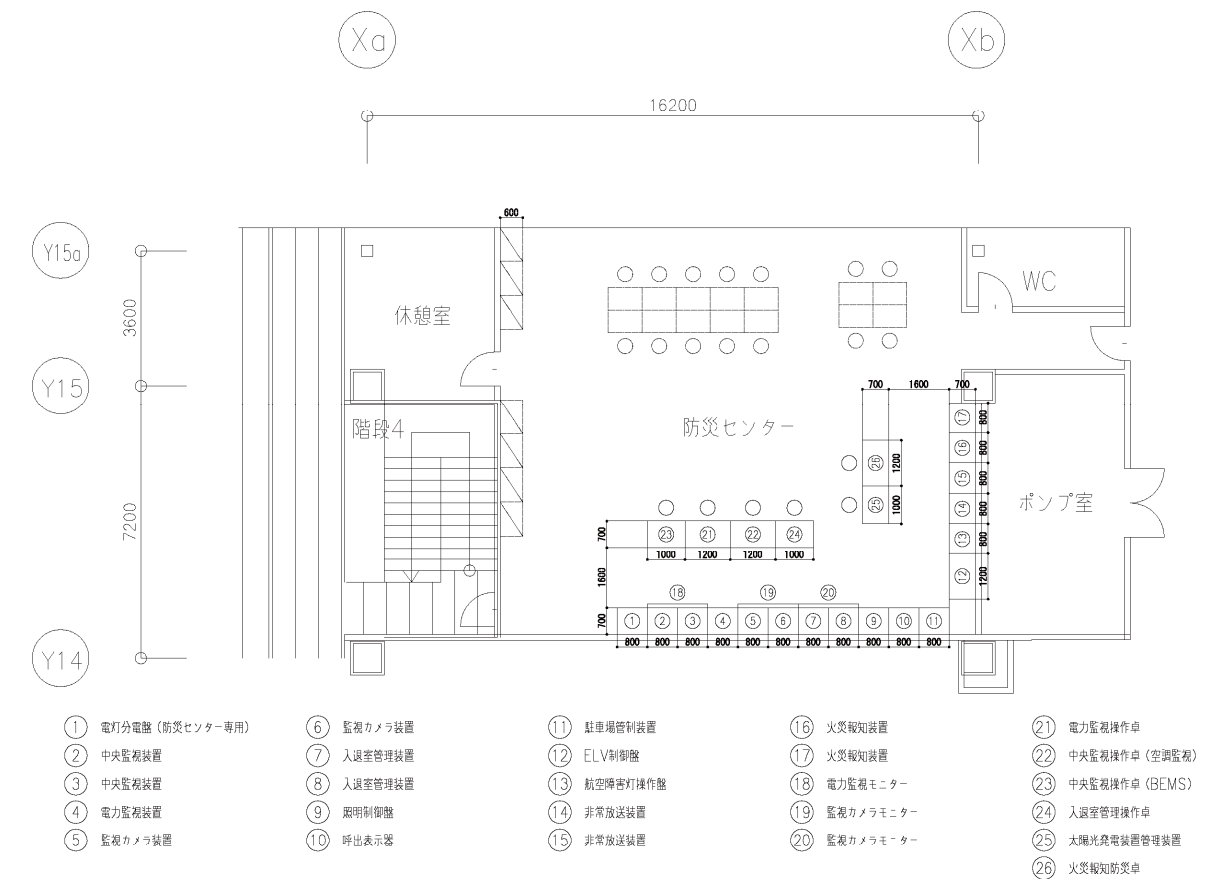 Xa
Xb
16200
600
Y15a
3600
休憩室
WC
Y15
700
1600
700
階段4
防災センター
ポンプ室
17
800
16
800
15
800
14
800
13
800
12
1200
26
1200
25
1000
7200
700
1600
700
23
21
22
24
1000
1200
1200
1000
18
19
20
1
2
3
4
5
6
7
8
9
10
11
800
800
800
800
800
800
800
800
800
800
800
Y14
1 電灯分電盤(防災センター専用)
2 中央監視装置
3 中央監視装置
4 電力監視装置
5 監視カメラ装置
6 監視カメラ装置
7 入退室管理装置
8 入退室管理装置
9 照明制御盤
10 呼出表示器
11 駐車場管制装置
12 ELV制御盤
13 航空障害灯操作盤
14 非常放送装置
15 非常放送装置
16 火災報知装置
17 火災報知装置
18 電力監視モニター
19 監視カメラモニター
20 監視カメラモニター
21 電力監視操作卓
22 中央監視操作卓(空調監視)
23 中央監視操作卓(BEMS)
24 入退室管理操作卓
25 太陽光発電装置管理装置
26 火災報知防災卓